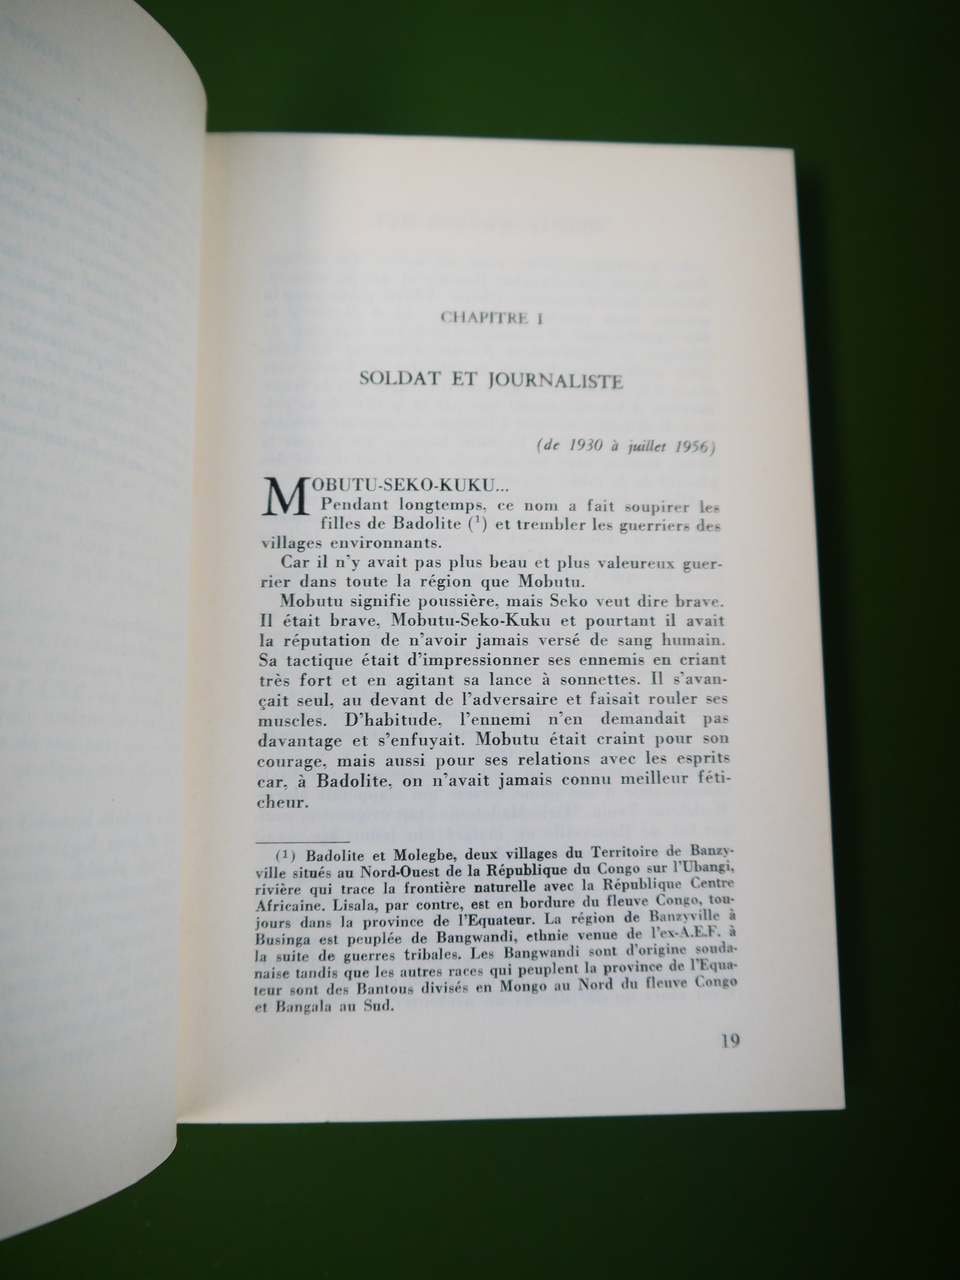 CHAPITRE I
SOLDAT ET JOURNALISTE
(de 1930 à juillet 1956)
MOBUTU-SEKO-KUKU...
Pendant longtemps, ce nom a fait soupirer les
filles de Badolite (1) et trembler les guerriers des
villages environnants.
Car il n'y avait pas plus beau et plus valeureux guer-
rier dans toute la région que Mobutu.
Mobutu signifie poussière, mais Seko veut dire brave.
Il était brave, Mobutu-Seko-Kuku et pourtant il avait
la réputation de n'avoir jamais versé de sang humain.
Sa tactique était d'impressionner ses ennemis en criant
très fort et en agitant sa lance à sonnettes. Il s'avan-
çait seul, au devant de l'adversaire et faisait rouler ses
muscles. D'habitude, l'ennemi n'en demandait pas
davantage et s'enfuyait. Mobutu était craint pour son
courage, mais aussi pour ses relations avec les esprits
car, à Badolite, on n'avait jamais connu meilleur féti-
cheur.
(1) Badolite et Molegbe, deux villages du Territoire de Banzy-
ville situés au Nord-Ouest de la République du Congo sur l'Ubangi,
rivière qui trace la frontière naturelle avec la République Centre
Africaine. Lisala, par contre, est en bordure du fleuve Congo, tou-
jours dans la province de l'Equateur. La région de Banzyville à
Businga est peuplée de Bangwandi, ethnie venue de l'ex-A.E.F. à
la suite de guerres tribales. Les Bangwandi sont d'origine souda-
naise tandis que les autres races qui peuplent la province de l'Equa-
teur sont des Bantous divisés en Mongo au Nord du fleuve Congo
et Bangala au Sud.
19